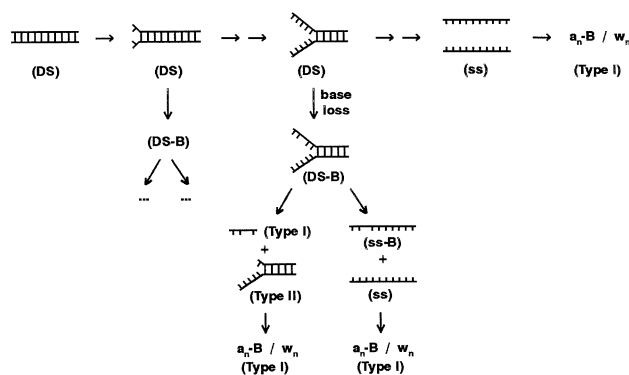 (DS)
(DS)
(DS)
(ss)
aₙ-B / wₙ
(Type I)
base
loss
(DS-B)
...
...
(DS-B)
(Type I)
+
(Type II)
aₙ-B / wₙ
(Type I)
(ss-B)
+
(ss)
aₙ-B / wₙ
(Type I)